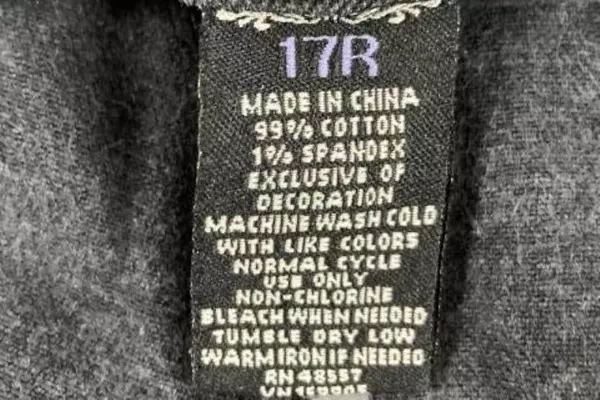 17R
MADE IN CHINA
99% COTTON
1% SPANDEX
EXCLUSIVE OF
DECORATION
MACHINE WASH COLD
WITH LIKE COLORS
NORMAL CYCLE
USE ONLY
NON-CHLORINE
BLEACH WHEN NEEDED
TUMBLE DRY LOW
WARM IRON IF NEEDED
RN 48557